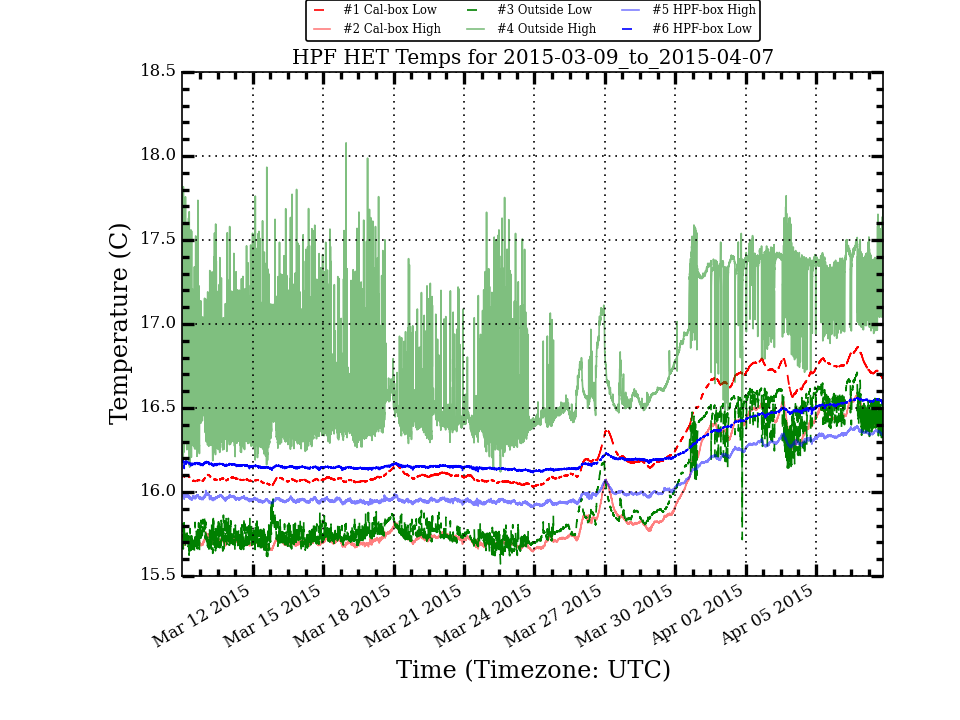 #1 Cal-box Low #3 Outside Low #5 HPF-box High
#2 Cal-box High #4 Outside High #6 HPF-box Low
HPF HET Temps for 2015-03-09_to_2015-04-07
18.5
18.0
17.5
17.0
16.5
16.0
15.5
Temperature (C)
Mar 12 2015
Mar 15 2015
Mar 18 2015
Mar 21 2015
Mar 24 2015
Mar 27 2015
Mar 30 2015
Apr 02 2015
Apr 05 2015
Time (Timezone: UTC)